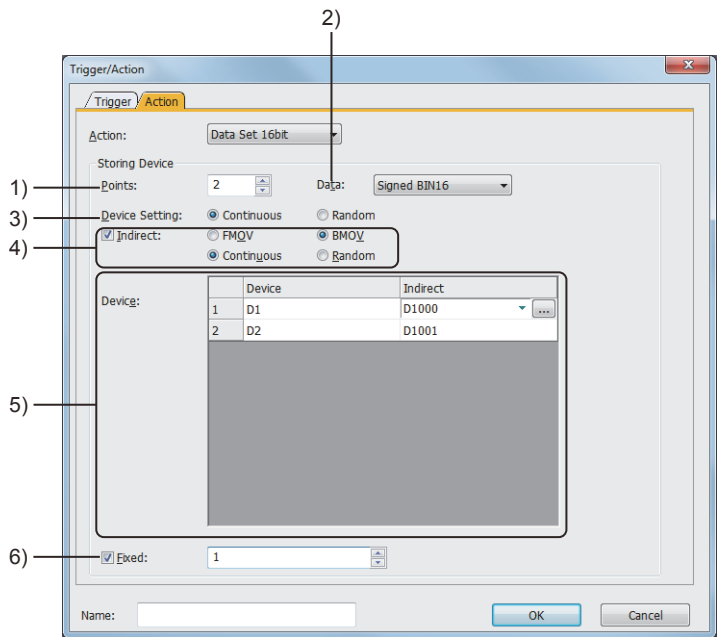 2)
Trigger/Action
Trigger Action
Action: Data Set 16bit
Storing Device
1) Points: 2 Data: Signed BIN16
3) Device Setting: Continuous Random
4) Indirect: FMOV BMOV
Continuous Random
5) Device: Device Indirect
1 D1 D1000 ...
2 D2 D1001
6) Fixed: 1
Name: OK Cancel